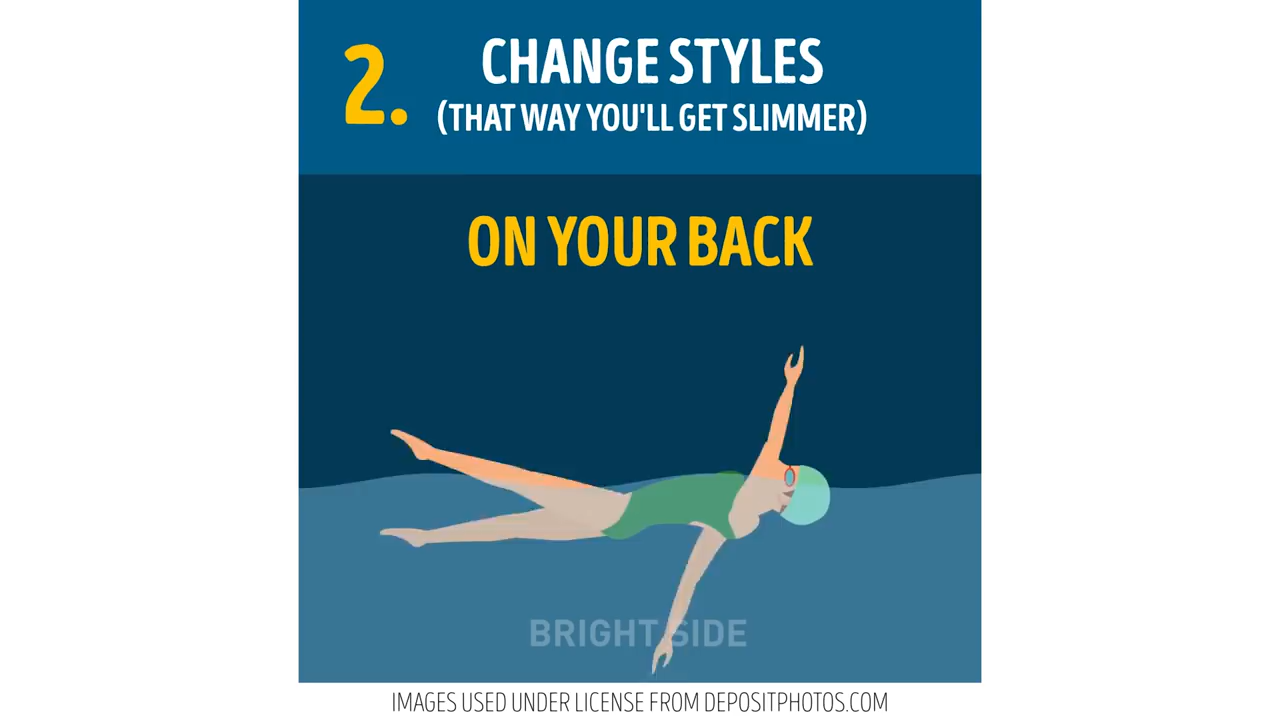 2.
CHANGE STYLES
(THAT WAY YOU'LL GET SLIMMER)
ON YOUR BACK
BRIGHT SIDE
IMAGES USED UNDER LICENSE FROM DEPOSITPHOTOS.COM